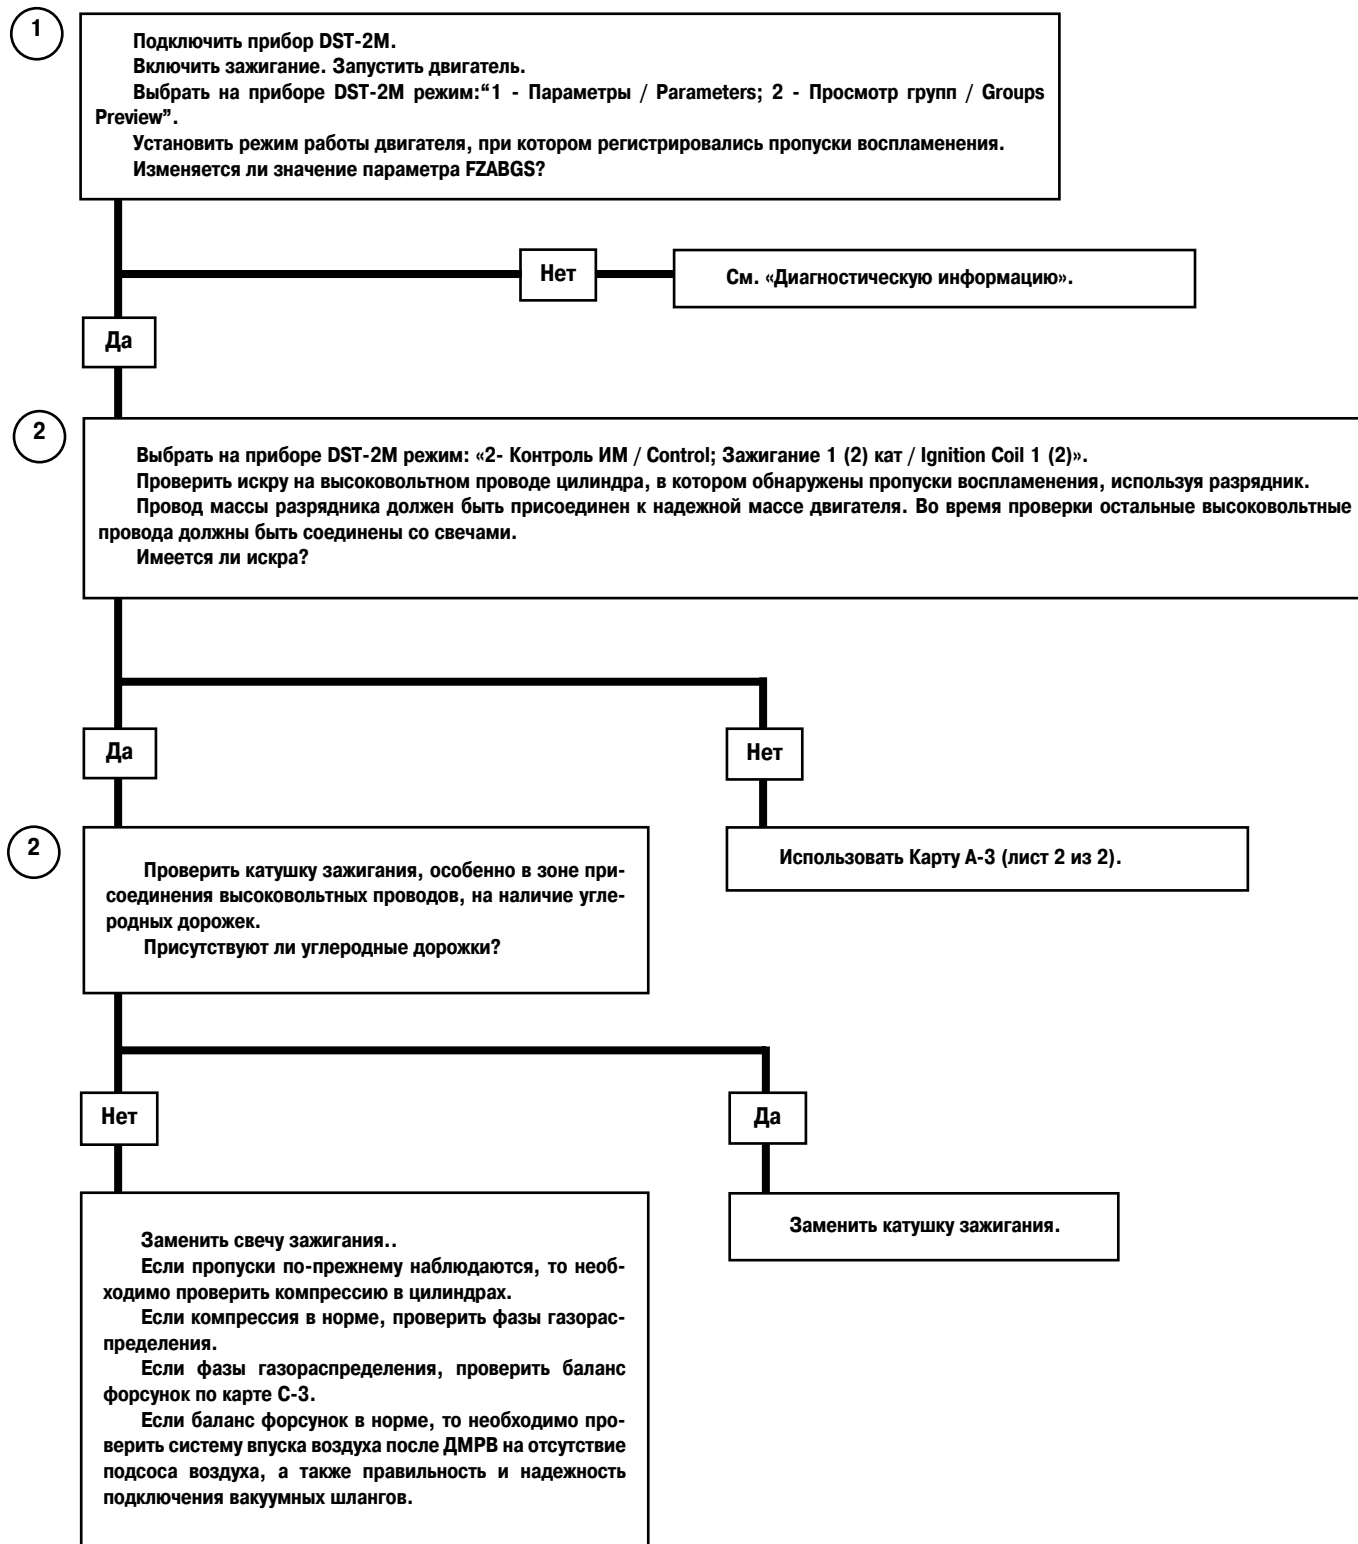 1
Подключить прибор DST-2M.
Включить зажигание. Запустить двигатель.
Выбрать на приборе DST-2M режим:“1 - Параметры / Parameters; 2 - Просмотр групп / Groups
Preview”.
Установить режим работы двигателя, при котором регистрировались пропуски воспламенения.
Изменяется ли значение параметра FZABGS?
Нет
См. «Диагностическую информацию».
Да
2
Выбрать на приборе DST-2M режим: «2- Контроль ИМ / Control; Зажигание 1 (2) кат / Ignition Coil 1 (2)».
Проверить искру на высоковольтном проводе цилиндра, в котором обнаружены пропуски воспламенения, используя разрядник.
Провод массы разрядника должен быть присоединен к надежной массе двигателя. Во время проверки остальные высоковольтные
провода должны быть соединены со свечами.
Имеется ли искра?
Да
Нет
2
Проверить катушку зажигания, особенно в зоне при-
соединения высоковольтных проводов, на наличие угле-
родных дорожек.
Присутствуют ли углеродные дорожки?
Использовать Карту А-3 (лист 2 из 2).
Нет
Да
Заменить свечу зажигания..
Если пропуски по-прежнему наблюдаются, то необ-
ходимо проверить компрессию в цилиндрах.
Если компрессия в норме, проверить фазы газорас-
пределения.
Если фазы газораспределения, проверить баланс
форсунок по карте С-3.
Если баланс форсунок в норме, то необходимо про-
верить систему впуска воздуха после ДМРВ на отсутствие
подсоса воздуха, а также правильность и надежность
подключения вакуумных шлангов.
Заменить катушку зажигания.